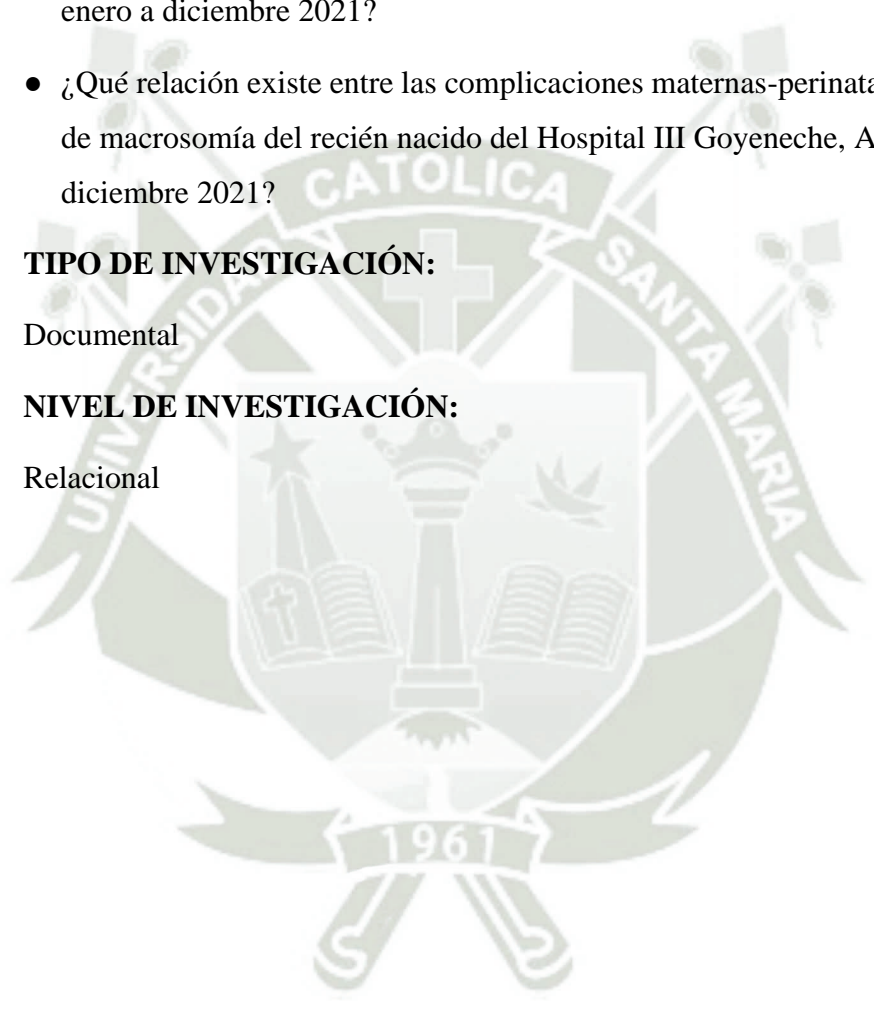 enero a diciembre 2021?
● ¿Qué relación existe entre las complicaciones maternas-perinata
de macrosomía del recién nacido del Hospital III Goyeneche, A
diciembre 2021?
TIPO DE INVESTIGACIÓN:
Documental
NIVEL DE INVESTIGACIÓN:
Relacional
UNIVERSIDAD CATOLICA SANTA MARIA
1961